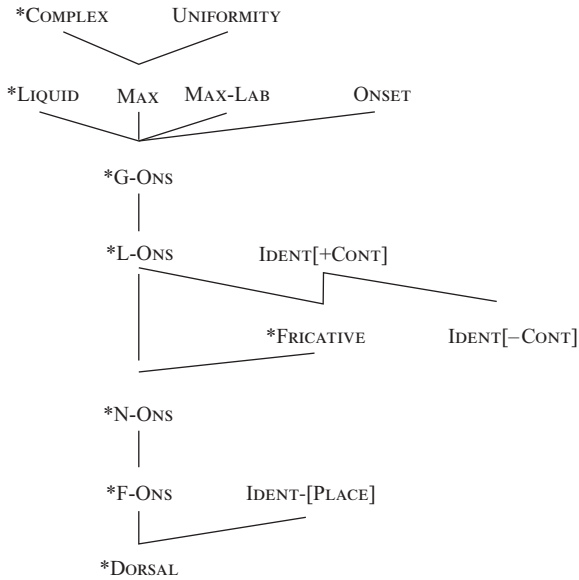 *COMPLEX UNIFORMITY
*LIQUID MAX MAX-LAB ONSET
*G-ONS
*L-ONS IDENT[+CONT]
*FRICATIVE IDENT[–CONT]
*N-ONS
*F-ONS IDENT-[PLACE]
*DORSAL